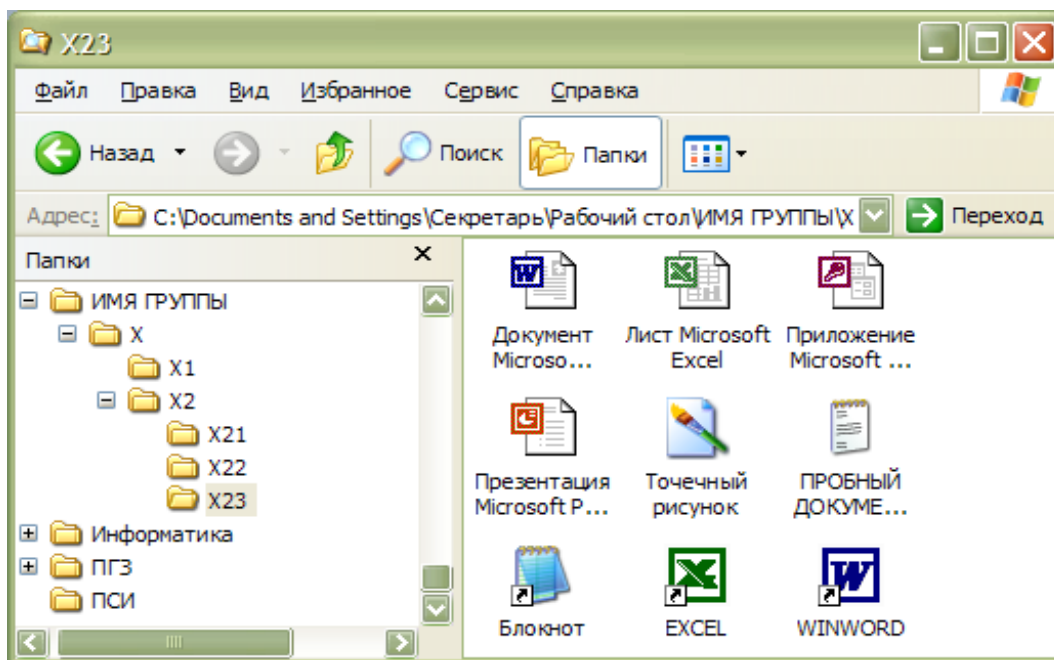 X23
Файл Правка Вид Избранное Сервис Справка
Назад Поиск Папки
Адрес: C:\Documents and Settings\Секретарь\Рабочий стол\ИМЯ ГРУППЫ\X Переход
Папки
ИМЯ ГРУППЫ
X
X1
X2
X21
X22
X23
Информатика
ПГЗ
ПСИ
Документ
Microso...
Лист Microsoft
Excel
Приложение
Microsoft ...
Презентация
Microsoft P...
Точечный
рисунок
ПРОБНЫЙ
ДОКУМЕ...
Блокнот
EXCEL
WINWORD